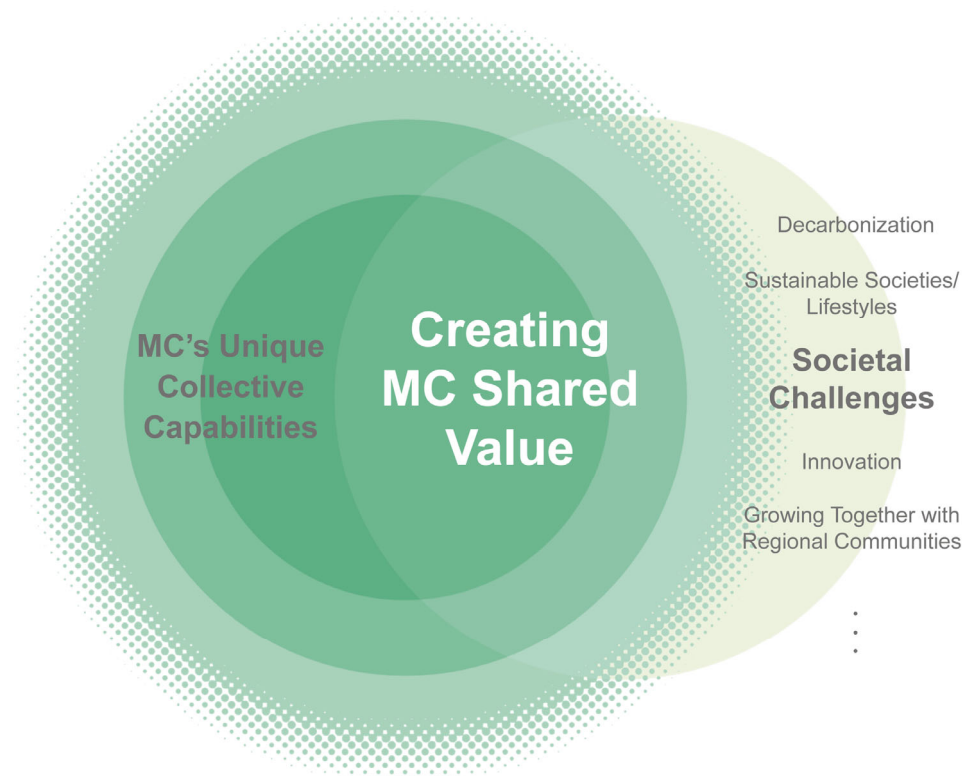 MC’s Unique
Collective
Capabilities
Creating
MC Shared
Value
Decarbonization
Sustainable Societies/
Lifestyles
Societal
Challenges
Innovation
Growing Together with
Regional Communities
.
.
.